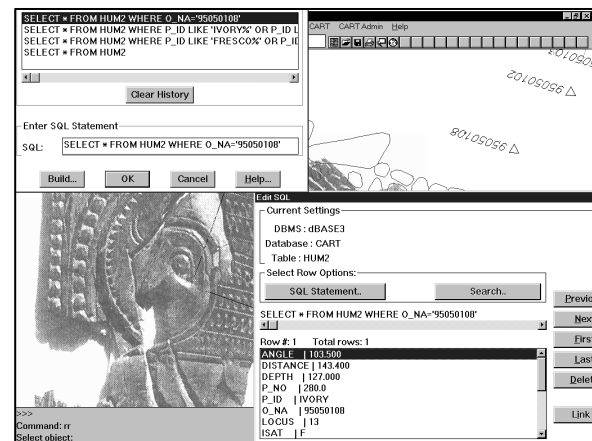 SELECT * FROM HUM2 WHERE O_NA='95050108'
SELECT * FROM HUM2 WHERE P_ID LIKE 'IVORY%' OR P_ID L
SELECT * FROM HUM2 WHERE P_ID LIKE 'FRESCO%' OR P_ID
SELECT * FROM HUM2
Clear History
Enter SQL Statement
SQL: SELECT * FROM HUM2 WHERE O_NA='95050108'
Build... OK Cancel Help...
CART CART Admin Help
95050102
95050108
Edit SQL
Current Settings
DBMS : dBASE3
Database : CART
Table : HUM2
Select Row Options:
SQL Statement.. Search..
SELECT * FROM HUM2 WHERE O_NA='95050108'
Row #: 1 Total rows: 1
ANGLE | 103.500
DISTANCE | 143.400
DEPTH | 127.000
P_NO | 280.0
P_ID | IVORY
O_NA | 95050108
LOCUS | 13
ISAT | F
Previo
Nex
Firs
Las
Delet
Link
>>>
Command: rr
Select object: